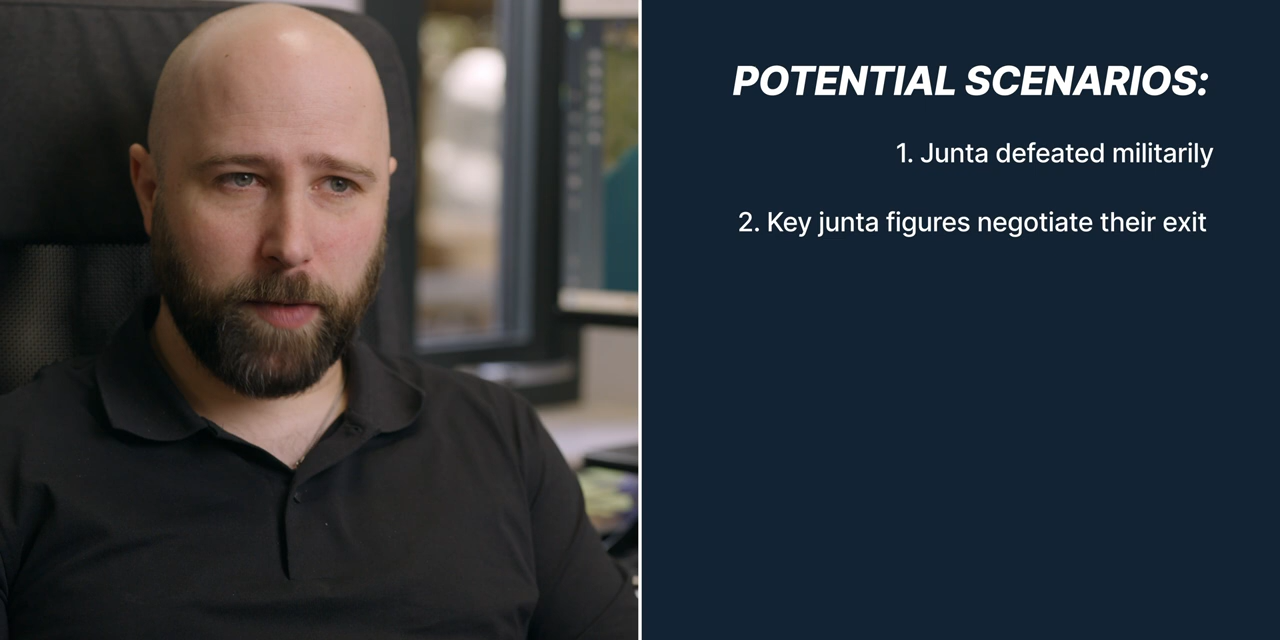 POTENTIAL SCENARIOS:
1. Junta defeated militarily
2. Key junta figures negotiate their exit